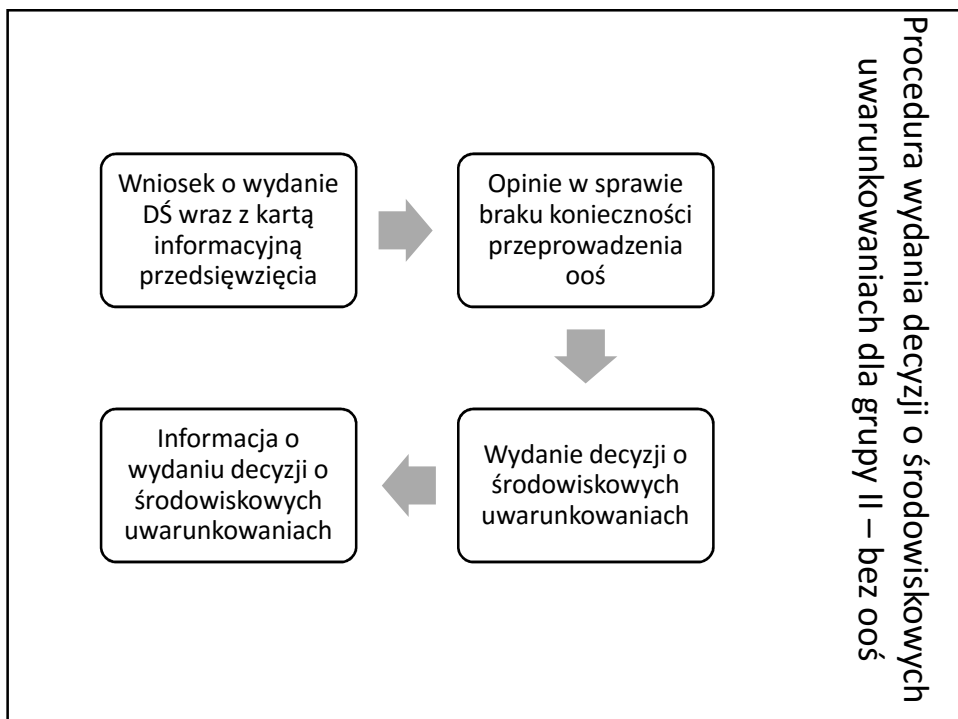 Procedura wydania decyzji o środowiskowych
uwarunkowaniach dla grupy II – bez ooś
Wniosek o wydanie
DŚ wraz z kartą
informacyjną
przedsięwzięcia
Opinie w sprawie
braku konieczności
przeprowadzenia
ooś
Wydanie decyzji o
środowiskowych
uwarunkowaniach
Informacja o
wydaniu decyzji o
środowiskowych
uwarunkowaniach